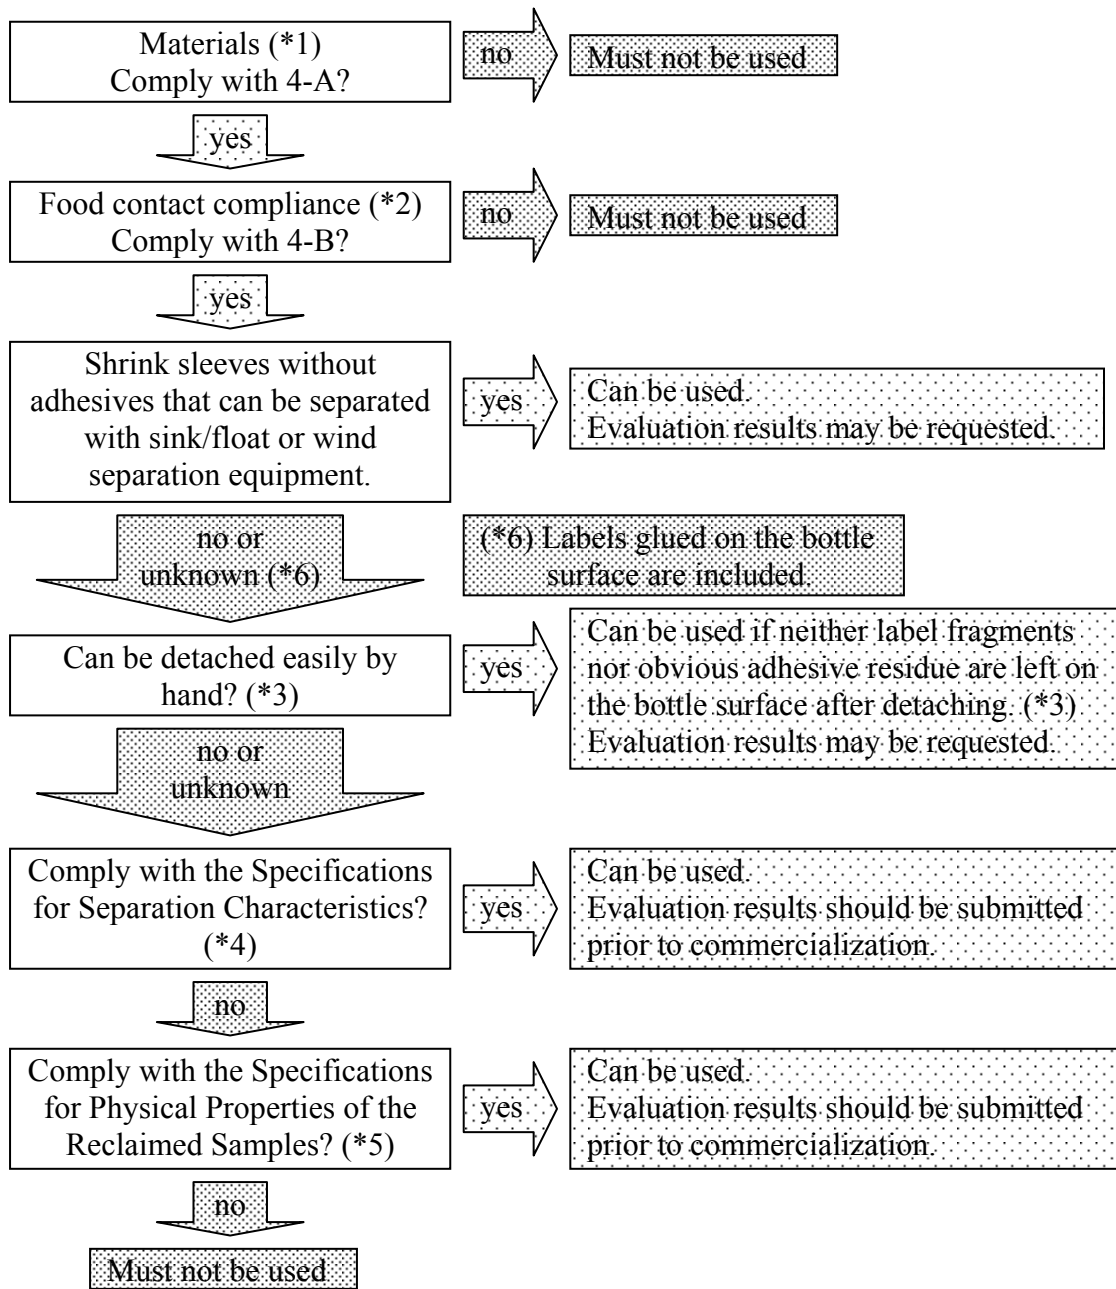 Materials (*1)
Comply with 4-A?
no
Must not be used
yes
Food contact compliance (*2)
Comply with 4-B?
no
Must not be used
yes
Shrink sleeves without
adhesives that can be separated
with sink/float or wind
separation equipment.
yes
Can be used.
Evaluation results may be requested.
no or
unknown (*6)
(*6) Labels glued on the bottle
surface are included.
Can be detached easily by
hand? (*3)
yes
Can be used if neither label fragments
nor obvious adhesive residue are left on
the bottle surface after detaching. (*3)
Evaluation results may be requested.
no or
unknown
Comply with the Specifications
for Separation Characteristics?
(*4)
yes
Can be used.
Evaluation results should be submitted
prior to commercialization.
no
Comply with the Specifications
for Physical Properties of the
Reclaimed Samples? (*5)
yes
Can be used.
Evaluation results should be submitted
prior to commercialization.
no
Must not be used